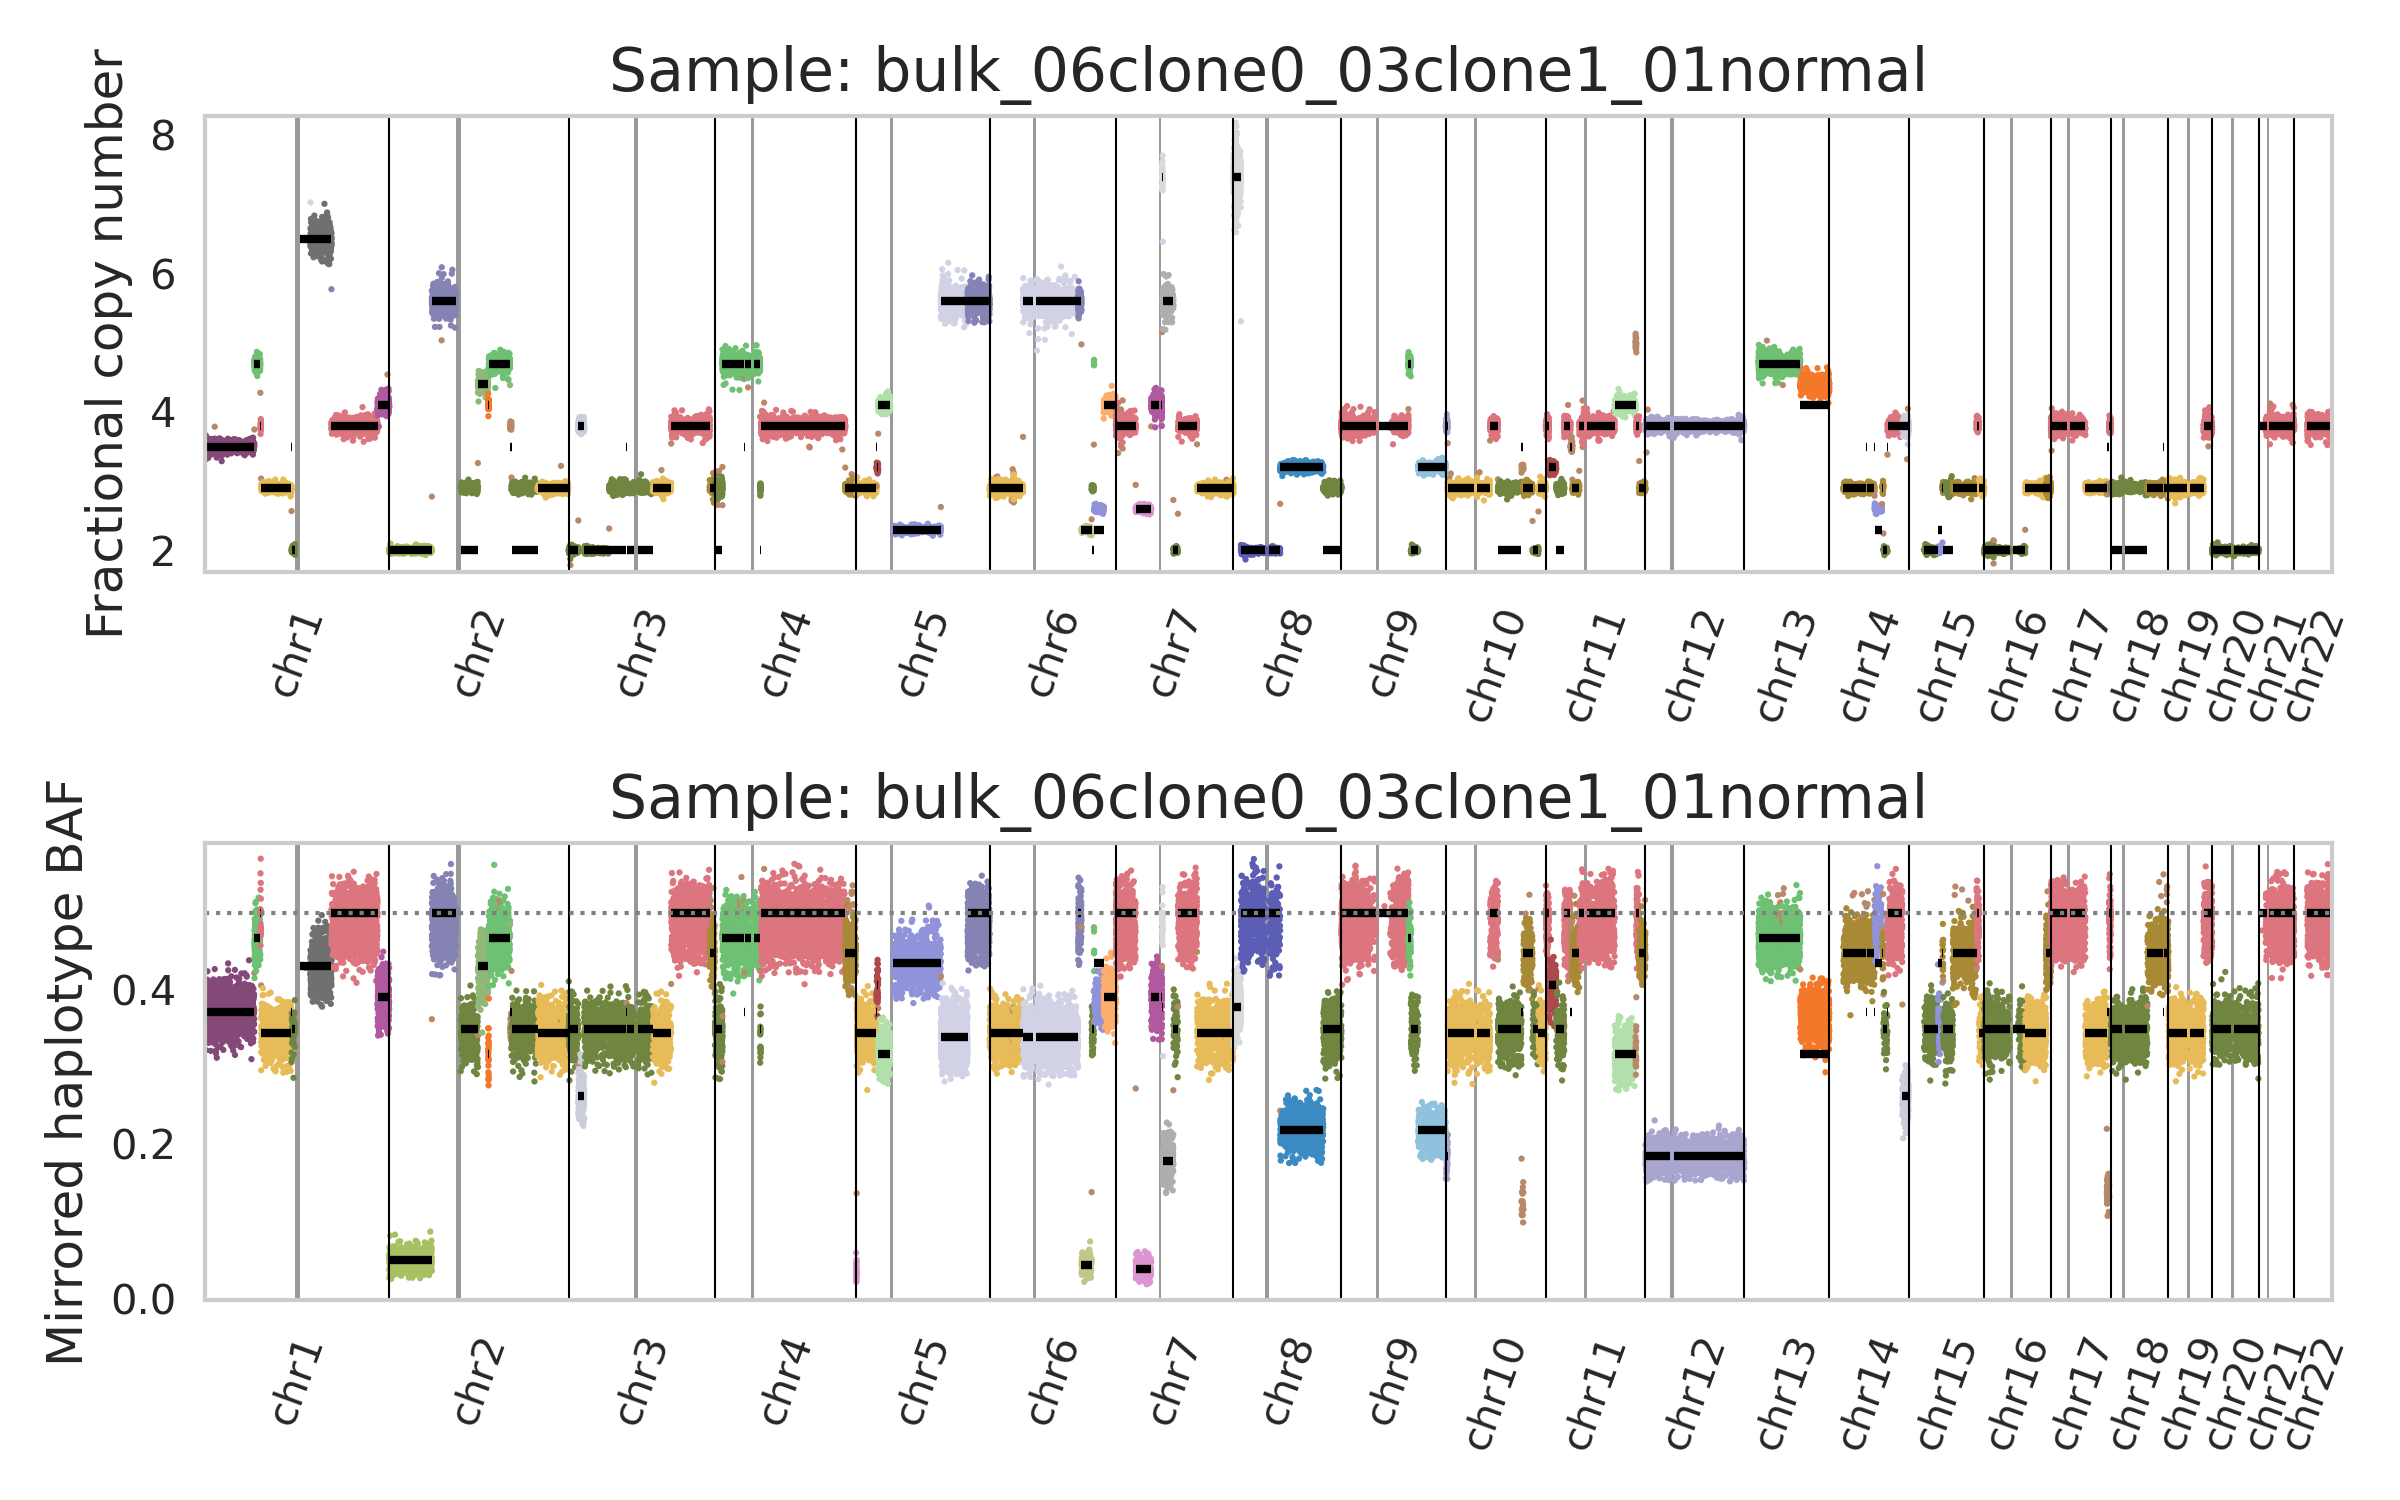 Sample: bulk_06clone0_03clone1_01normal
Fractional copy number
8
6
4
2
chr1
chr2
chr3
chr4
chr5
chr6
chr7
chr8
chr9
chr10
chr11
chr12
chr13
chr14
chr15
chr16
chr17
chr18
chr19
chr20
chr21
chr22
Sample: bulk_06clone0_03clone1_01normal
Mirrored haplotype BAF
0.4
0.2
0.0
chr1
chr2
chr3
chr4
chr5
chr6
chr7
chr8
chr9
chr10
chr11
chr12
chr13
chr14
chr15
chr16
chr17
chr18
chr19
chr20
chr21
chr22